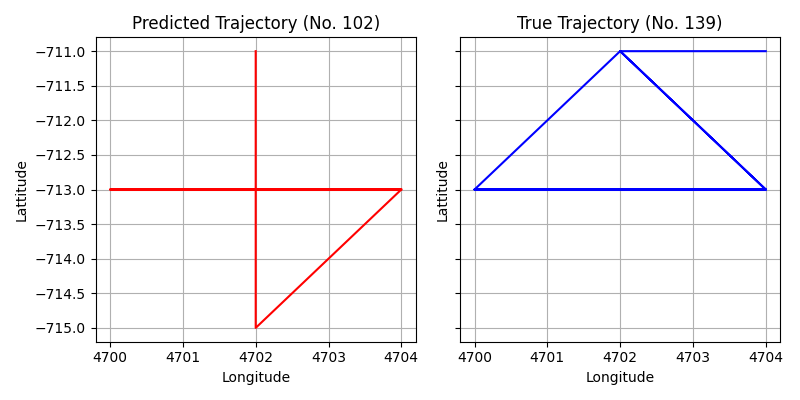 Predicted Trajectory (No. 102)
True Trajectory (No. 139)
−711.0
−711.5
−712.0
−712.5
−713.0
−713.5
−714.0
−714.5
−715.0
Lattitude
Lattitude
4700 4701 4702 4703 4704
4700 4701 4702 4703 4704
Longitude
Longitude